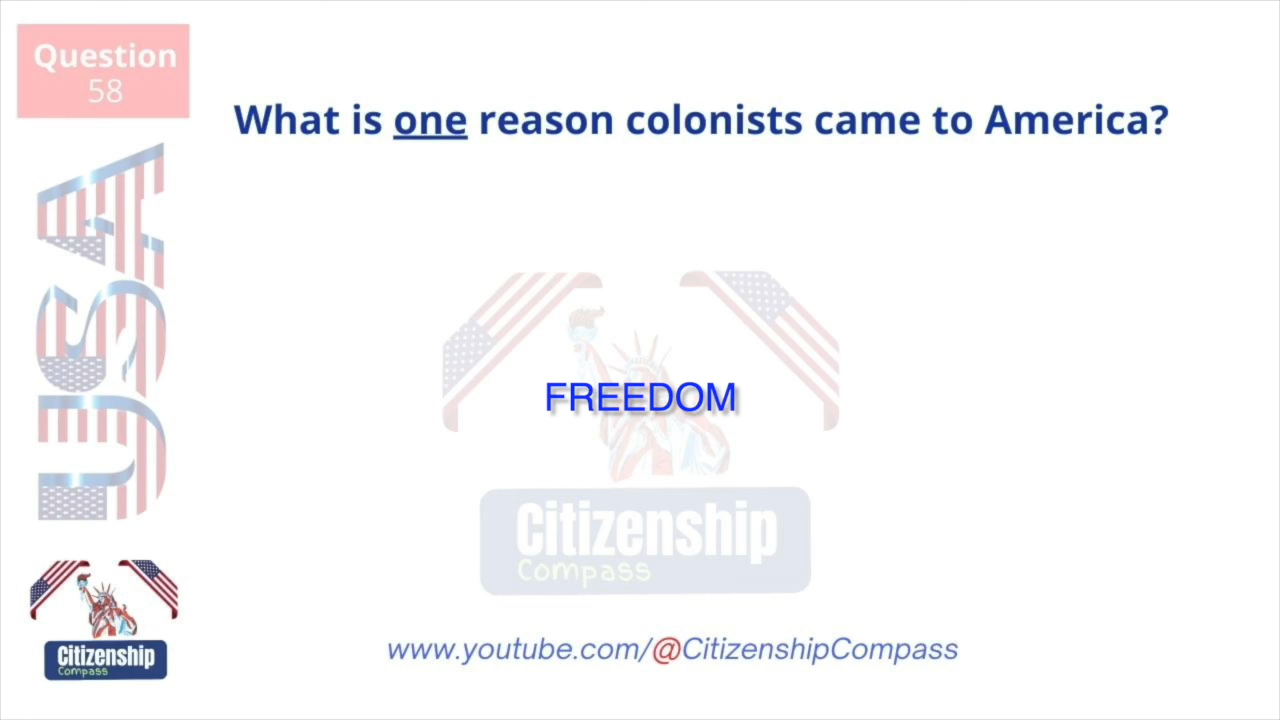 Question
58
What is one reason colonists came to America?
USA
FREEDOM
Citizenship
Compass
Citizenship
Compass
www.youtube.com/@CitizenshipCompass